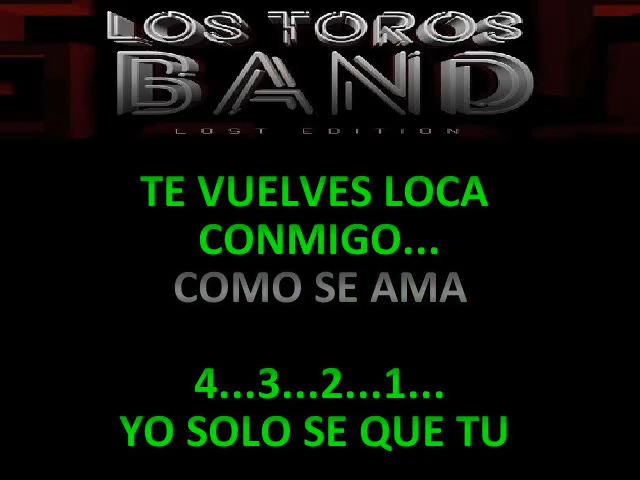 LOS TOROS
BAND
LOST EDITION
TE VUELVES LOCA
CONMIGO...
COMO SE AMA
4...3...2...1...
YO SOLO SE QUE TU